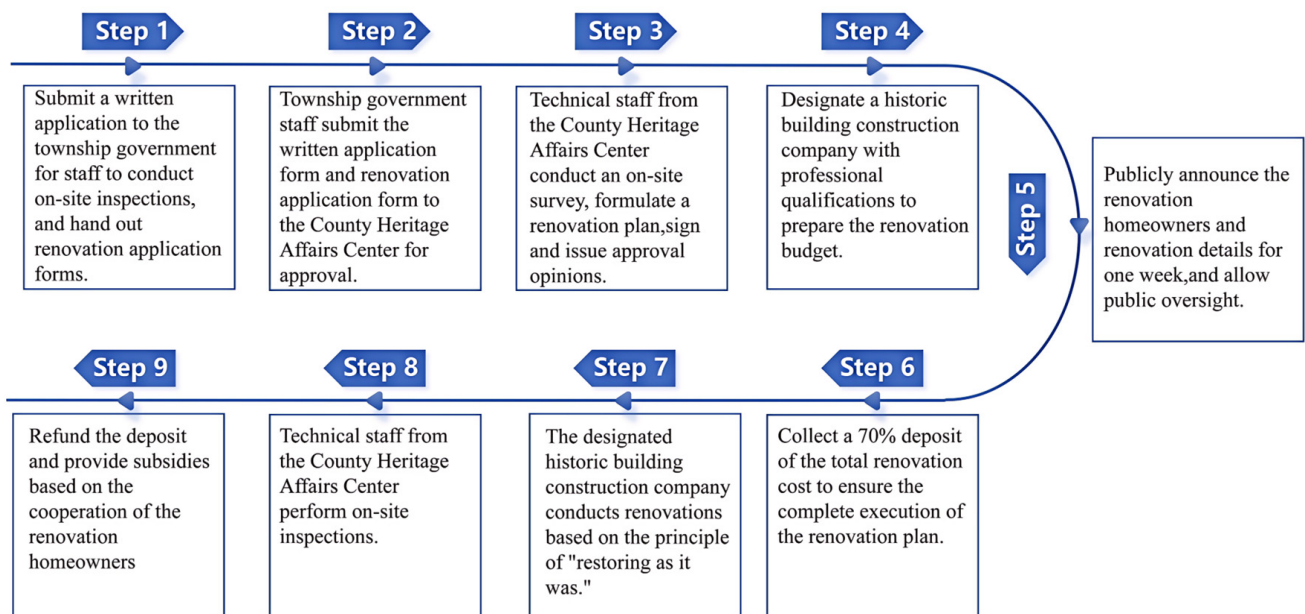 Step 1
Submit a written
application to the
township government
for staff to conduct
on-site inspections,
and hand out
renovation application
forms.
Step 2
Township government
staff submit the
written application
form and renovation
application form to
the County Heritage
Affairs Center for
approval.
Step 3
Technical staff from
the County Heritage
Affairs Center
conduct an on-site
survey, formulate a
renovation plan,sign
and issue approval
opinions.
Step 4
Designate a historic
building construction
company with
professional
qualifications to
prepare the renovation
budget.
Step 5
Publicly announce the
renovation
homeowners and
renovation details for
one week,and allow
public oversight.
Step 6
Collect a 70% deposit
of the total renovation
cost to ensure the
complete execution of
the renovation plan.
Step 7
The designated
historic building
construction company
conducts renovations
based on the principle
of "restoring as it
was."
Step 8
Technical staff from
the County Heritage
Affairs Center
perform on-site
inspections.
Step 9
Refund the deposit
and provide subsidies
based on the
cooperation of the
renovation
homeowners